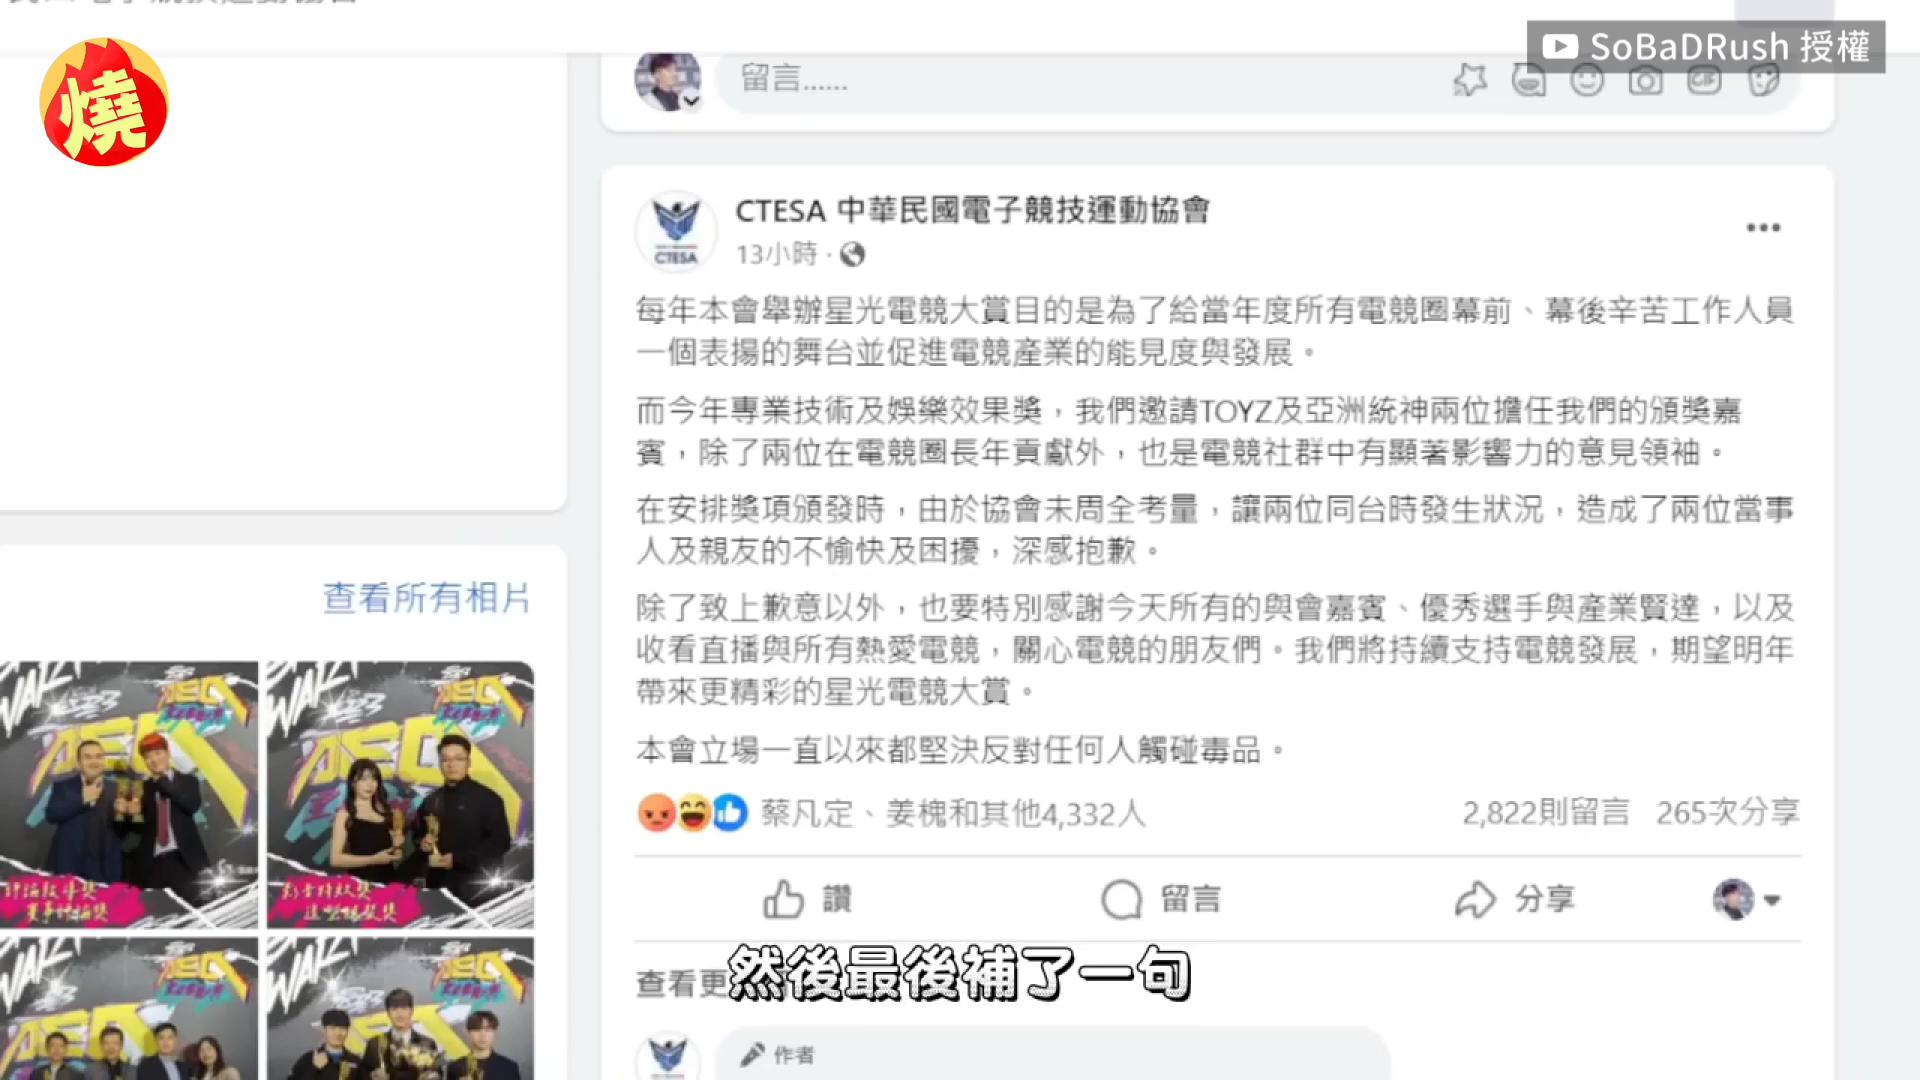 SoBaDRush 授權
燒
留言......
CTESA 中華民國電子競技運動協會
13小時
CTESA
每年本會舉辦星光電競大賞目的是為了給當年度所有電競圈幕前、幕後辛苦工作人員
一個表揚的舞台並促進電競產業的能見度與發展。
而今年專業技術及娛樂效果獎，我們邀請TOYZ及亞洲統神兩位擔任我們的頒獎嘉
賓，除了兩位在電競圈長年貢獻外，也是電競社群中有顯著影響力的意見領袖。
在安排獎項頒發時，由於協會未周全考量，讓兩位同台時發生狀況，造成了兩位當事
人及親友的不愉快及困擾，深感抱歉。
除了致上歉意以外，也要特別感謝今天所有的與會嘉賓、優秀選手與產業賢達，以及
收看直播與所有熱愛電競，關心電競的朋友們。我們將持續支持電競發展，期望明年
帶來更精彩的星光電競大賞。
本會立場一直以來都堅決反對任何人觸碰毒品。
蔡凡定、姜槐和其他4,332人
2,822則留言 265次分享
讚 留言 分享
查看更
然後最後補了一句
作者
查看所有相片